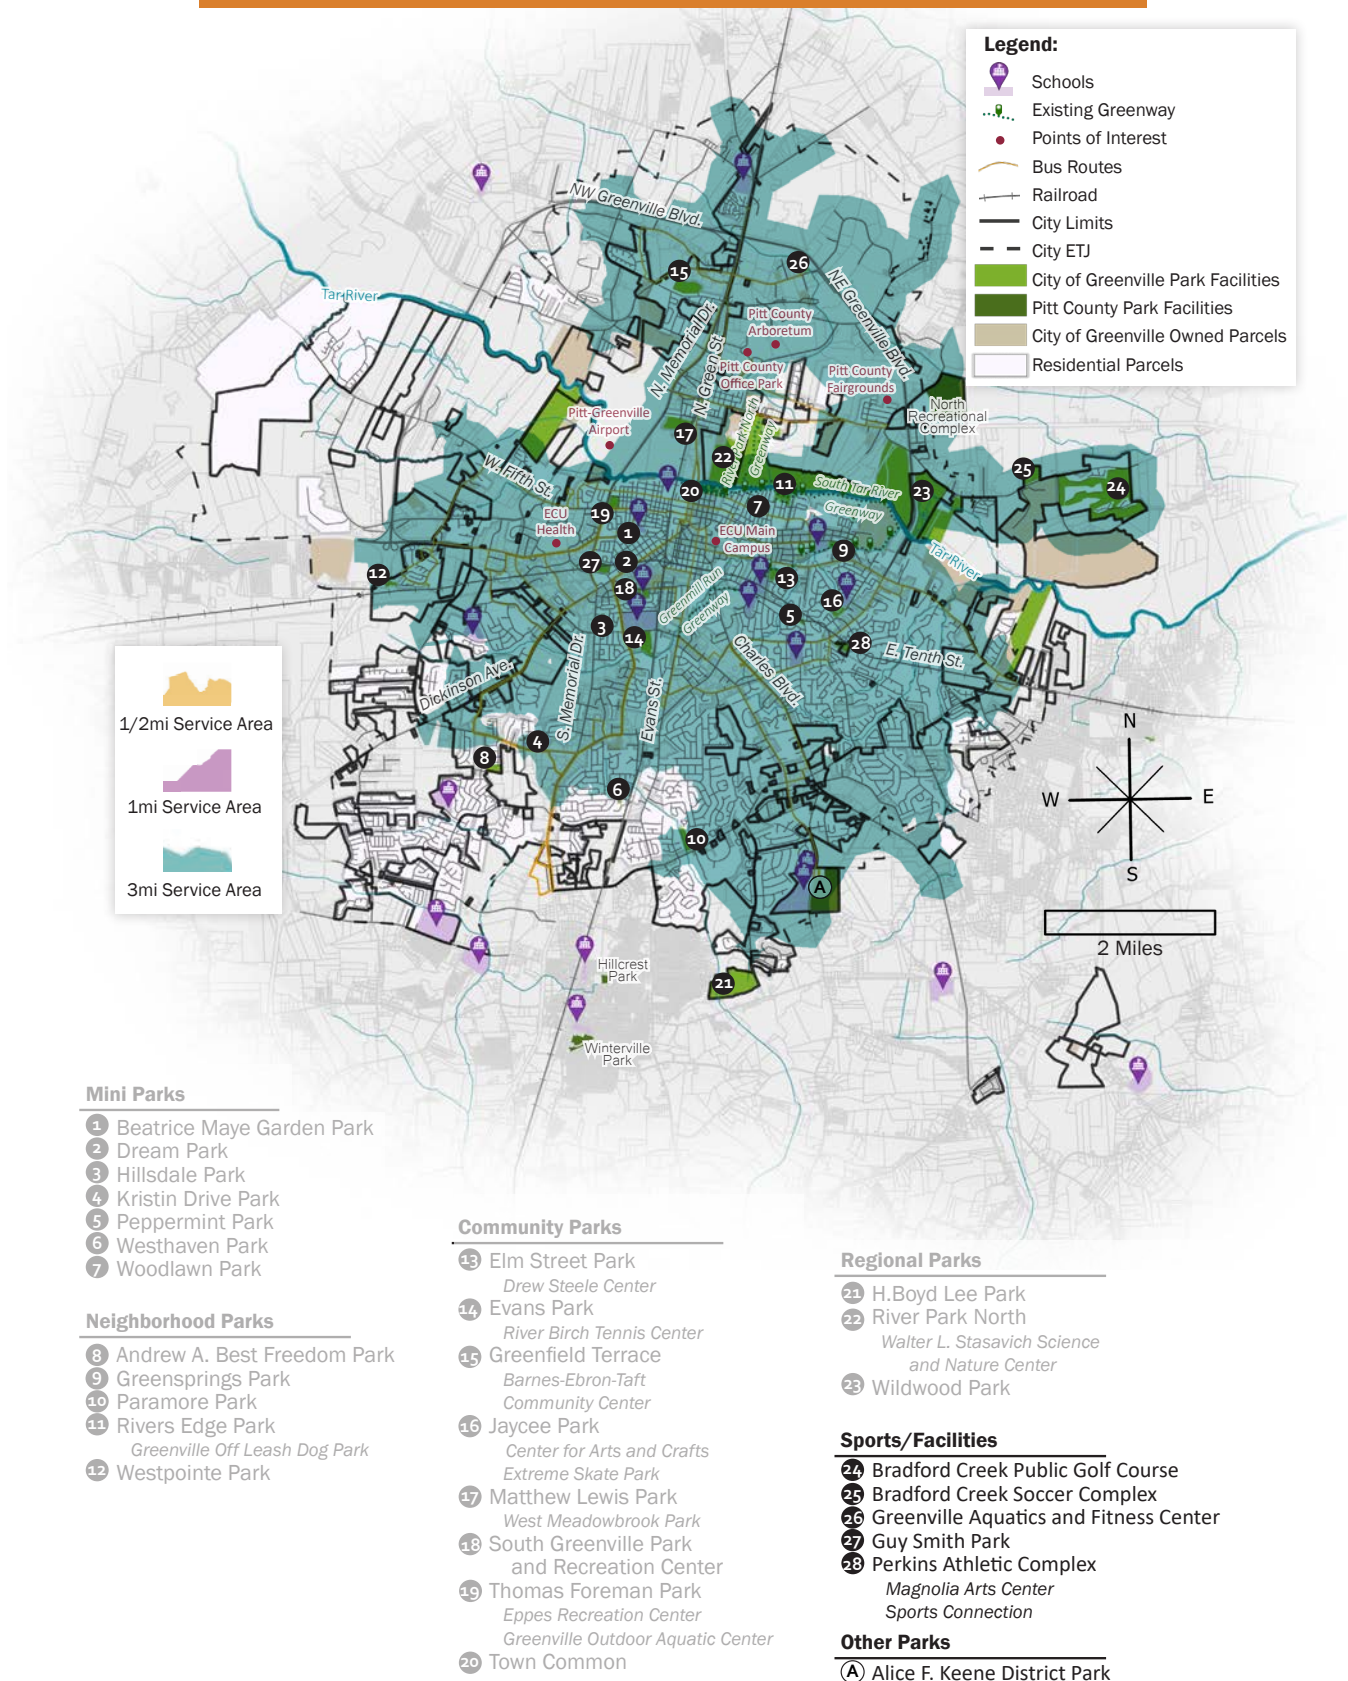 Legend:
Schools
Existing Greenway
Points of Interest
Bus Routes
Railroad
City Limits
City ETJ
City of Greenville Park Facilities
Pitt County Park Facilities
City of Greenville Owned Parcels
Residential Parcels
NW Greenville Blvd.
26
15
NE Greenville Blvd.
Tar River
N. Memorial Dr.
N. Green St
Pitt County
Arboretum
Pitt County
Office Park
Pitt County
Fairgrounds
North
Recreational
Complex
Pitt-Greenville
Airport
17
River Park North
Greenway
22
W. Fifth St.
25
24
20
11
South Tar River
Greenway
23
7
19
ECU
Health
1
ECU Main
Campus
9
Tar River
27
2
12
18
13
Greenmill Run
Greenway
16
5
3
14
28
E. Tenth St.
Dickinson Ave.
S. Memorial Dr.
Evans St.
Charles Blvd.
1/2mi Service Area
1mi Service Area
3mi Service Area
4
8
6
10
A
N
W
E
S
2 Miles
Hillcrest
Park
21
Winterville
Park
Mini Parks
1 Beatrice Maye Garden Park
2 Dream Park
3 Hillsdale Park
4 Kristin Drive Park
5 Peppermint Park
6 Westhaven Park
7 Woodlawn Park
Neighborhood Parks
8 Andrew A. Best Freedom Park
9 Greensprings Park
10 Paramore Park
11 Rivers Edge Park
Greenville Off Leash Dog Park
12 Westpointe Park
Community Parks
13 Elm Street Park
Drew Steele Center
14 Evans Park
River Birch Tennis Center
15 Greenfield Terrace
Barnes-Ebron-Taft
Community Center
16 Jaycee Park
Center for Arts and Crafts
Extreme Skate Park
17 Matthew Lewis Park
West Meadowbrook Park
18 South Greenville Park
and Recreation Center
19 Thomas Foreman Park
Eppes Recreation Center
Greenville Outdoor Aquatic Center
20 Town Common
Regional Parks
21 H.Boyd Lee Park
22 River Park North
Walter L. Stasavich Science
and Nature Center
23 Wildwood Park
Sports/Facilities
24 Bradford Creek Public Golf Course
25 Bradford Creek Soccer Complex
26 Greenville Aquatics and Fitness Center
27 Guy Smith Park
28 Perkins Athletic Complex
Magnolia Arts Center
Sports Connection
Other Parks
A Alice F. Keene District Park